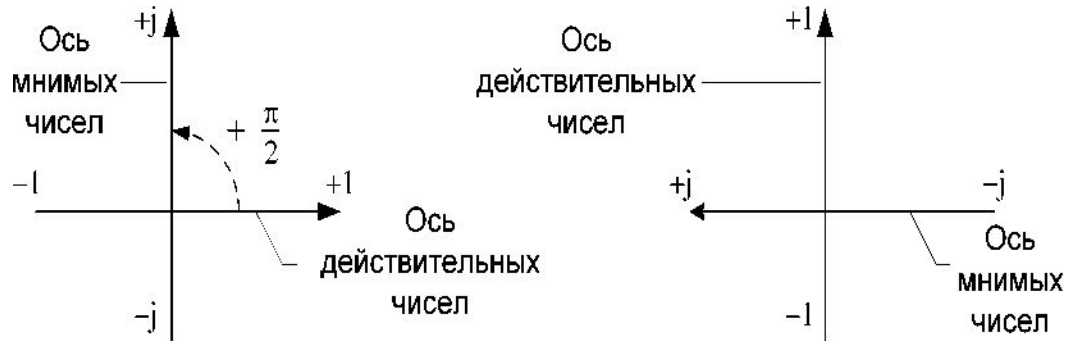 +j
Ось
мнимых
чисел
+ π/2
−1
+1
Ось
действительных
чисел
−j
+1
Ось
действительных
чисел
+j
−j
Ось
мнимых
чисел
−1